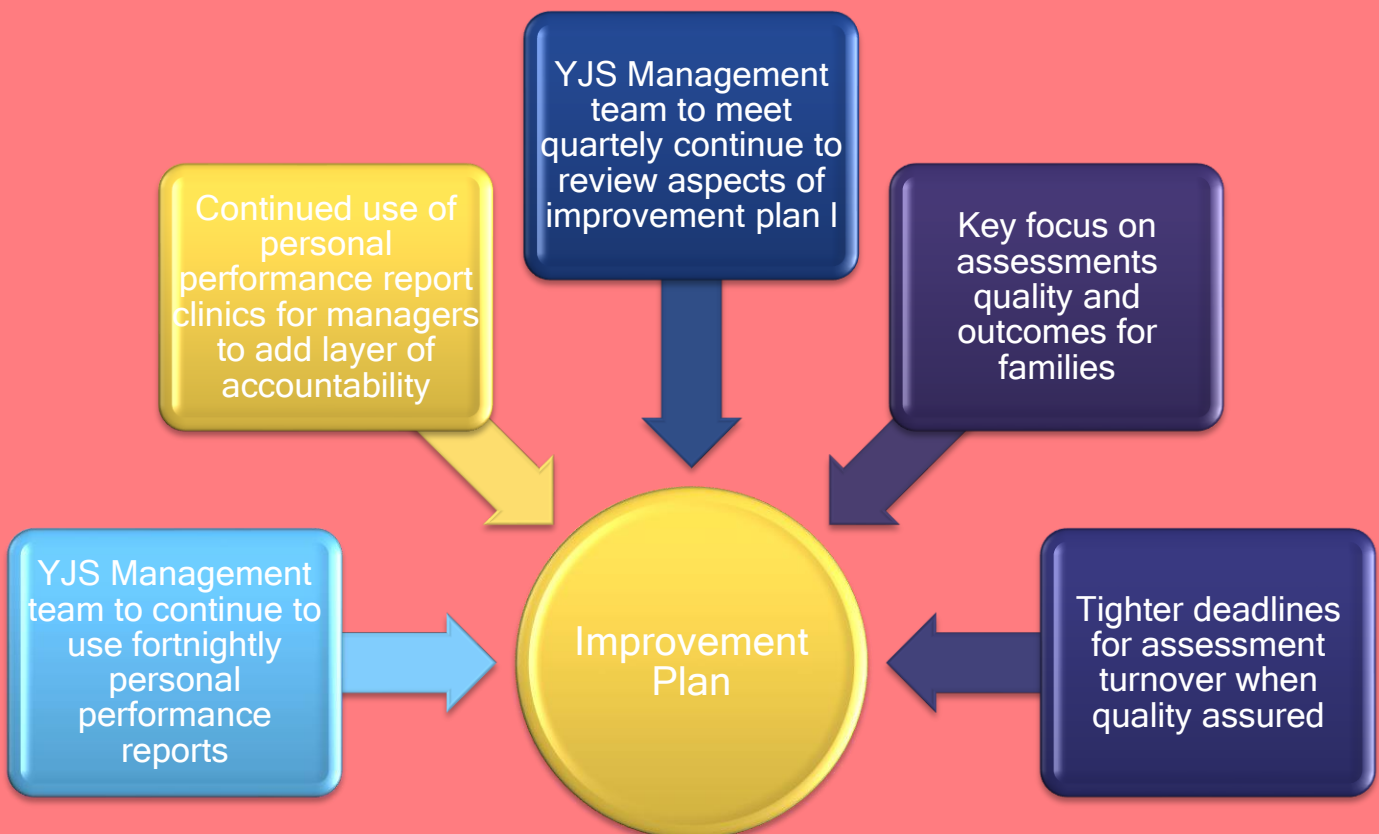 YJS Management
team to continue to
use fortnightly
personal
performance
reports
Continued use of
personal
performance report
clinics for managers
to add layer of
accountability
YJS Management
team to meet
quartely continue to
review aspects of
improvement plan l
Key focus on
assessments
quality and
outcomes for
families
Tighter deadlines
for assessment
turnover when
quality assured
Improvement
Plan